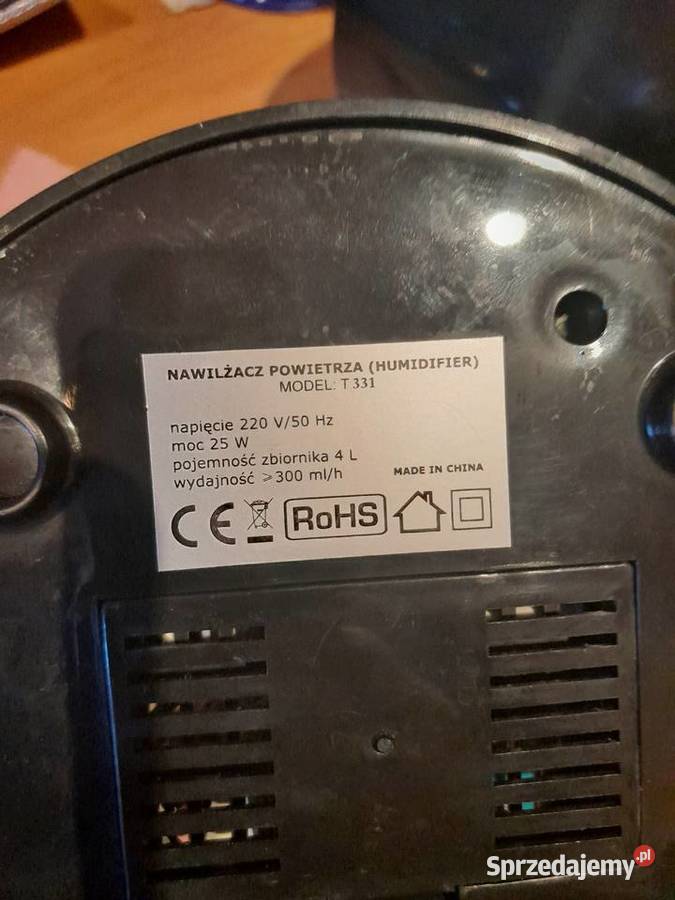 NAWILŻACZ POWIETRZA (HUMIDIFIER)
MODEL: T 331
napięcie 220 V/50 Hz
moc 25 W
pojemność zbiornika 4 L
wydajność ⩾300 ml/h
MADE IN CHINA
CE
RoHS
Sprzedajemy.pl